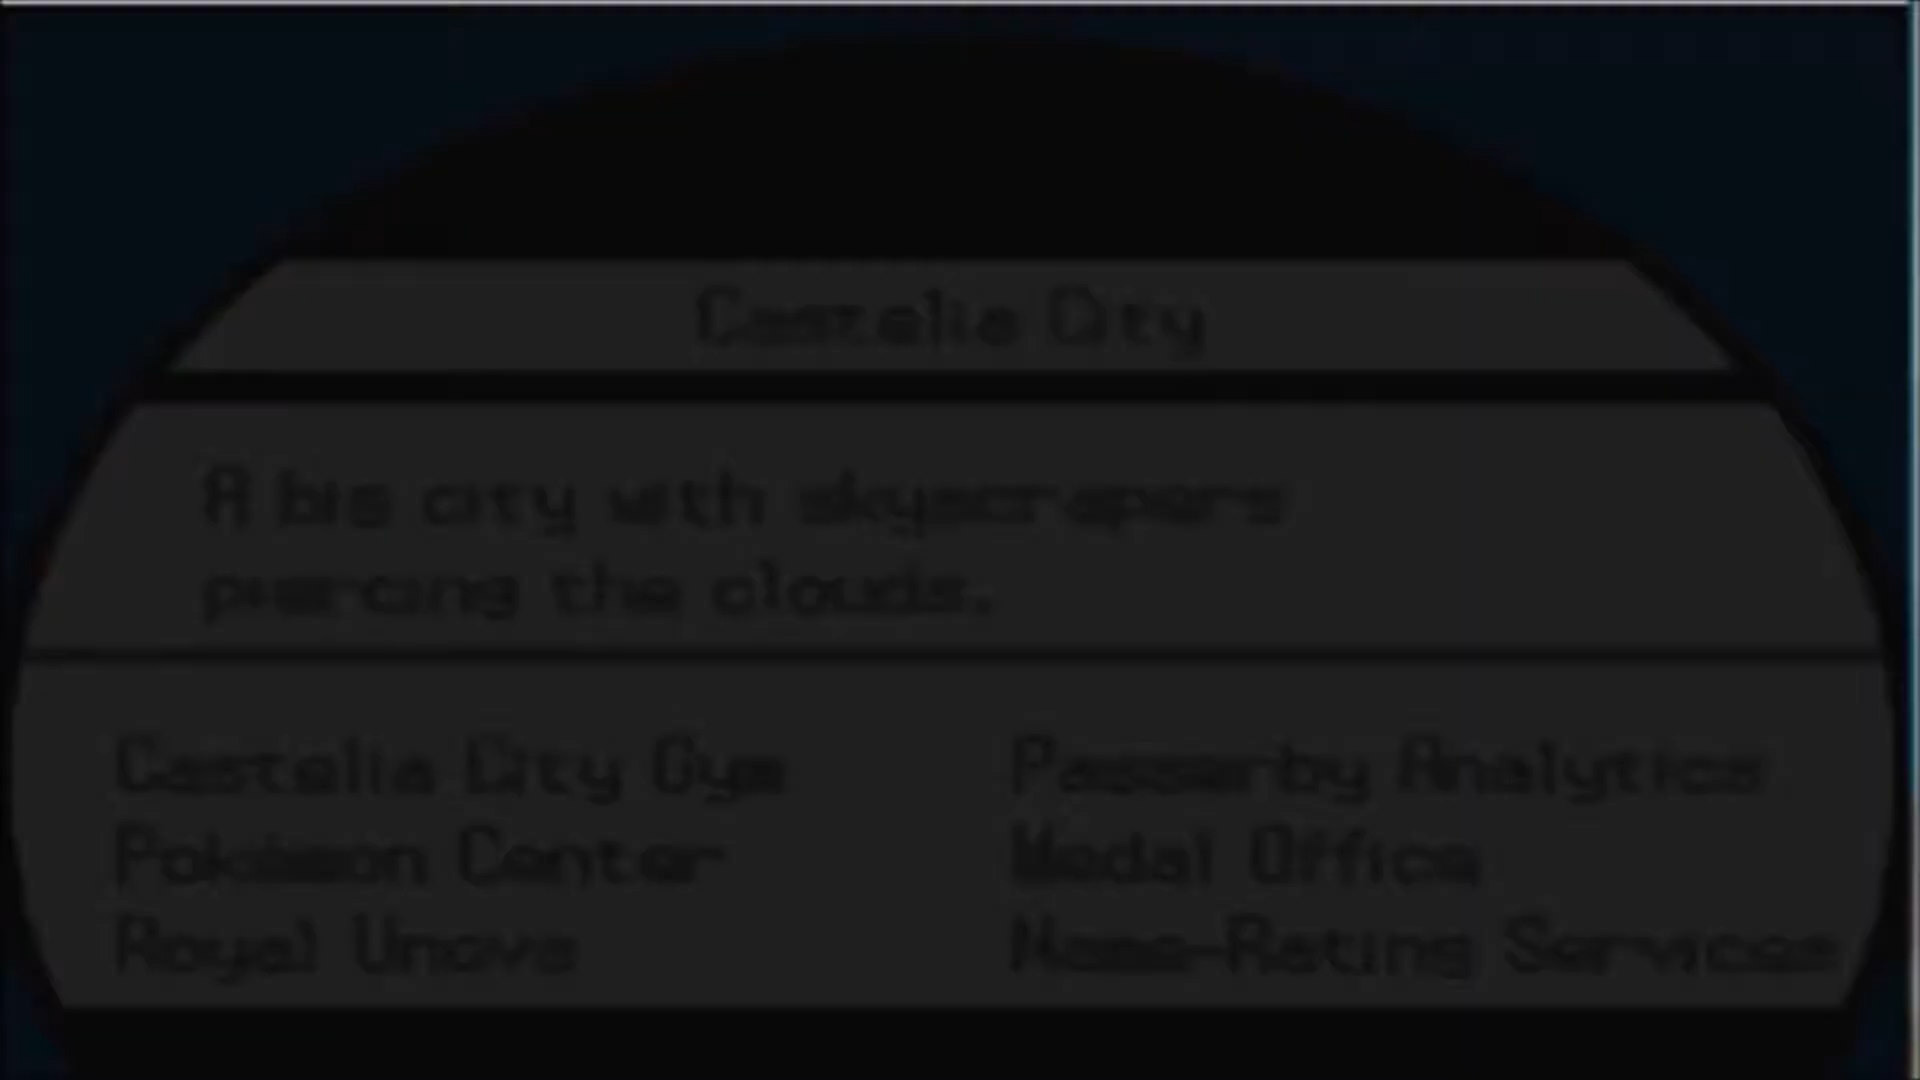 Castelia City
A big city with skyscrapers
piercing the clouds.
Castelia City Gym
Passerby Analytics
Pokémon Center
Medal Office
Royal Unova
Name-Rating Services